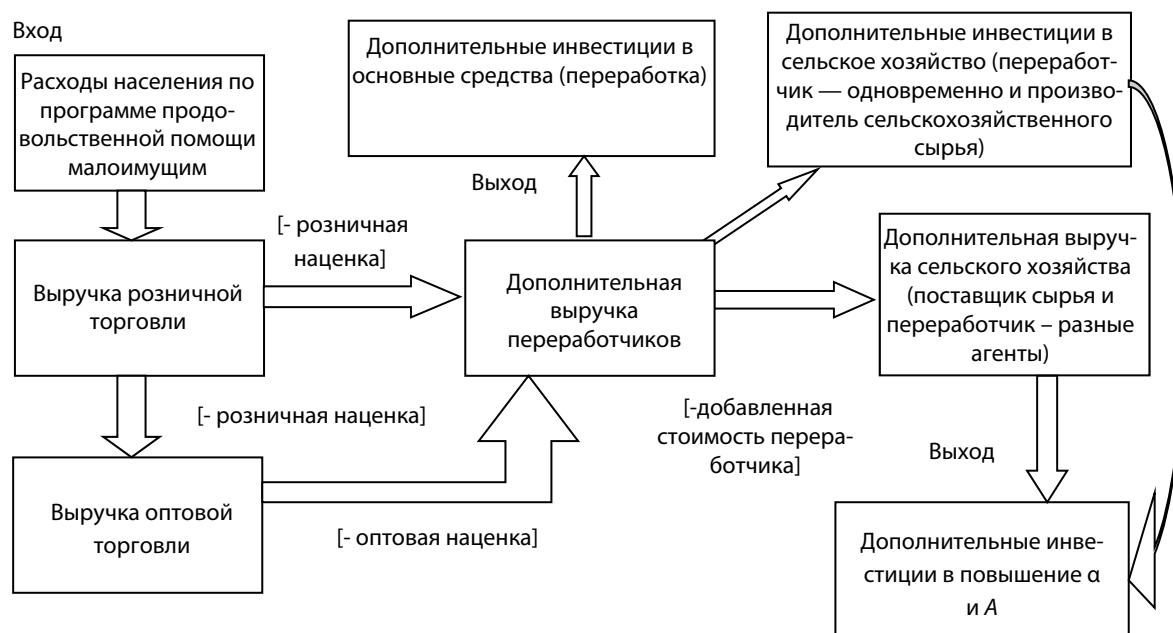 Вход
Расходы населения по
программе продо-
вольственной помощи
малоимущим
Дополнительные инвестиции в
основные средства (переработка)
Дополнительные инвестиции в
сельское хозяйство (переработ-
чик — одновременно и произво-
дитель сельскохозяйственного
сырья)
Выход
[- розничная
наценка]
Выручка розничной
торговли
Дополнительная
выручка
переработчиков
Дополнительная выруч-
ка сельского хозяйства
(поставщик сырья и
переработчик – разные
агенты)
[- розничная наценка]
[-добавленная
стоимость перера-
ботчика]
Выход
Выручка оптовой
торговли
[- оптовая наценка]
Дополнительные инве-
стиции в повышение α
и A